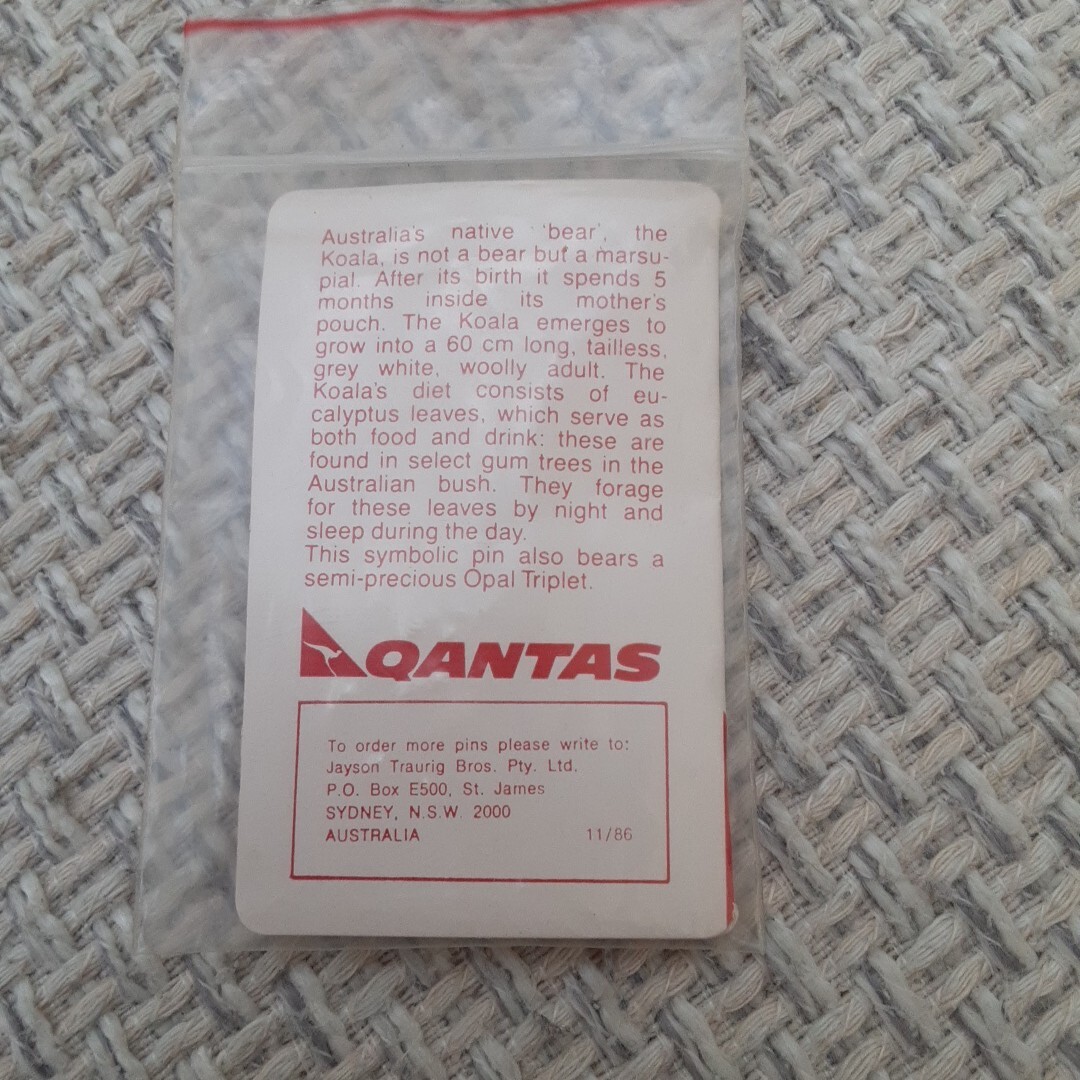 Australia's native 'bear', the
Koala, is not a bear but a marsu-
pial. After its birth it spends 5
months inside its mother's
pouch. The Koala emerges to
grow into a 60 cm long, tailless,
grey white, woolly adult. The
Koala's diet consists of eu-
calyptus leaves, which serve as
both food and drink: these are
found in select gum trees in the
Australian bush. They forage
for these leaves by night and
sleep during the day.
This symbolic pin also bears a
semi-precious Opal Triplet.
QANTAS
To order more pins please write to:
Jayson Traurig Bros. Pty. Ltd.
P.O. Box E500, St. James
SYDNEY, N.S.W. 2000
AUSTRALIA 11/86